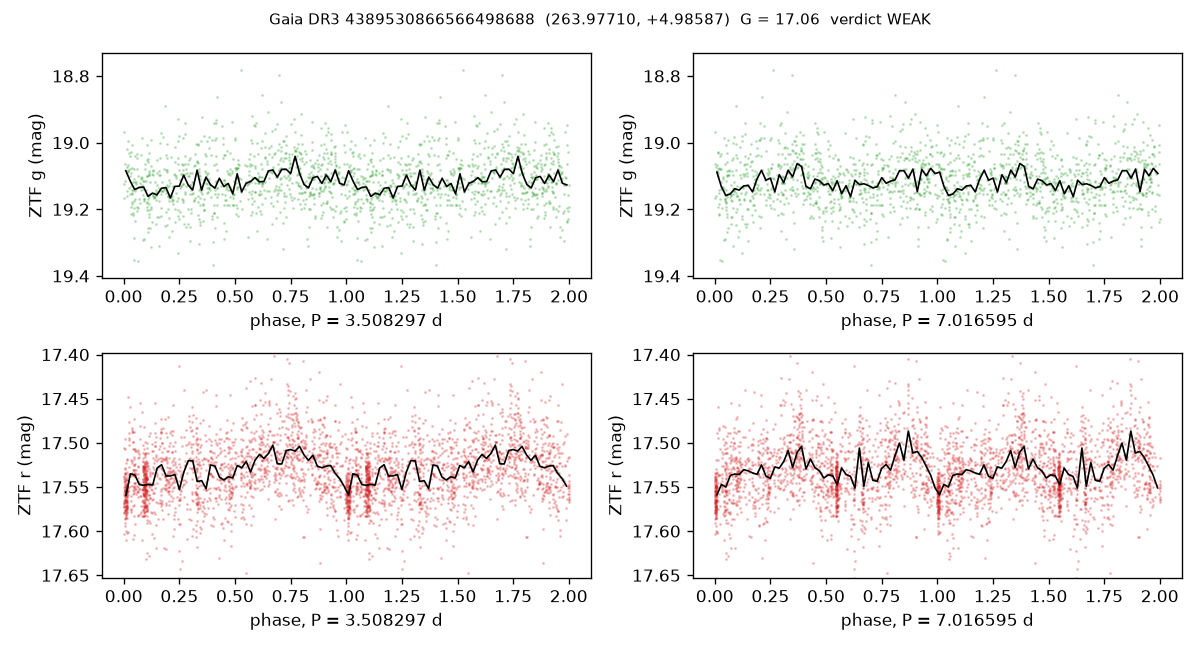 Gaia DR3 4389530866566498688  (263.97710, +4.98587)  G = 17.06  verdict WEAK
ZTF g (mag)
18.8
19.0
19.2
19.4
0.00 0.25 0.50 0.75 1.00 1.25 1.50 1.75 2.00
phase, P = 3.508297 d
ZTF g (mag)
18.8
19.0
19.2
19.4
0.00 0.25 0.50 0.75 1.00 1.25 1.50 1.75 2.00
phase, P = 7.016595 d
ZTF r (mag)
17.40
17.45
17.50
17.55
17.60
17.65
0.00 0.25 0.50 0.75 1.00 1.25 1.50 1.75 2.00
phase, P = 3.508297 d
ZTF r (mag)
17.40
17.45
17.50
17.55
17.60
17.65
0.00 0.25 0.50 0.75 1.00 1.25 1.50 1.75 2.00
phase, P = 7.016595 d